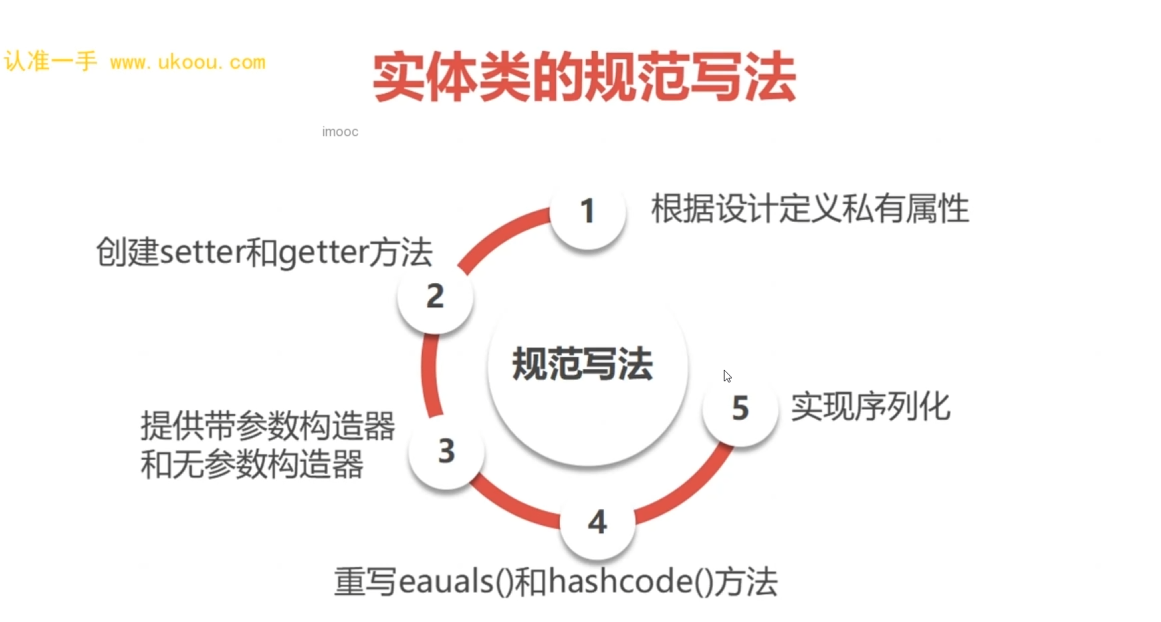 认准一手 www.ukoou.com
实体类的规范写法
imooc
1
根据设计定义私有属性
创建setter和getter方法
2
规范写法
5
实现序列化
提供带参数构造器
和无参数构造器
3
4
重写eauals()和hashcode()方法